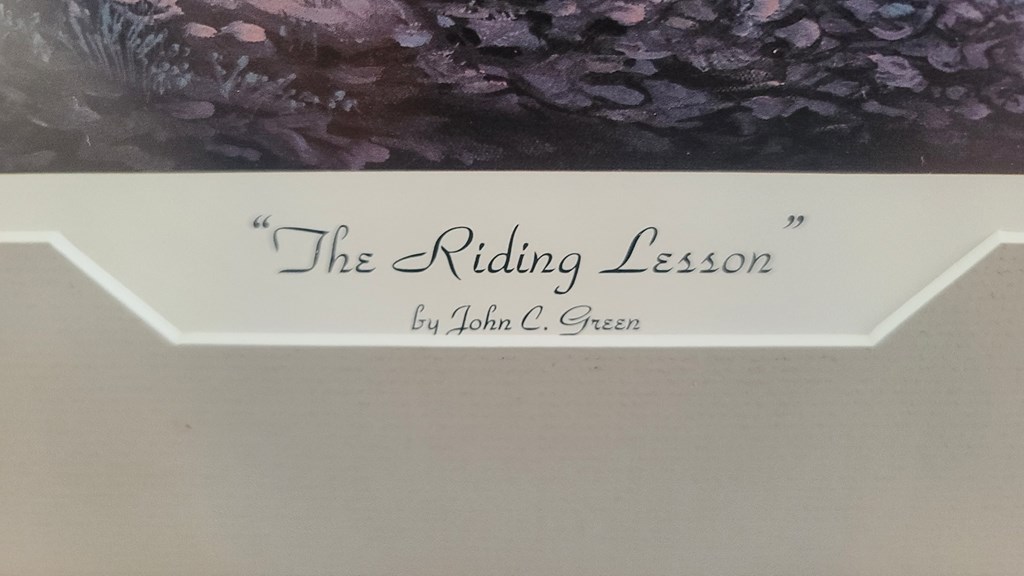 “The Riding Lesson”
by John C. Green